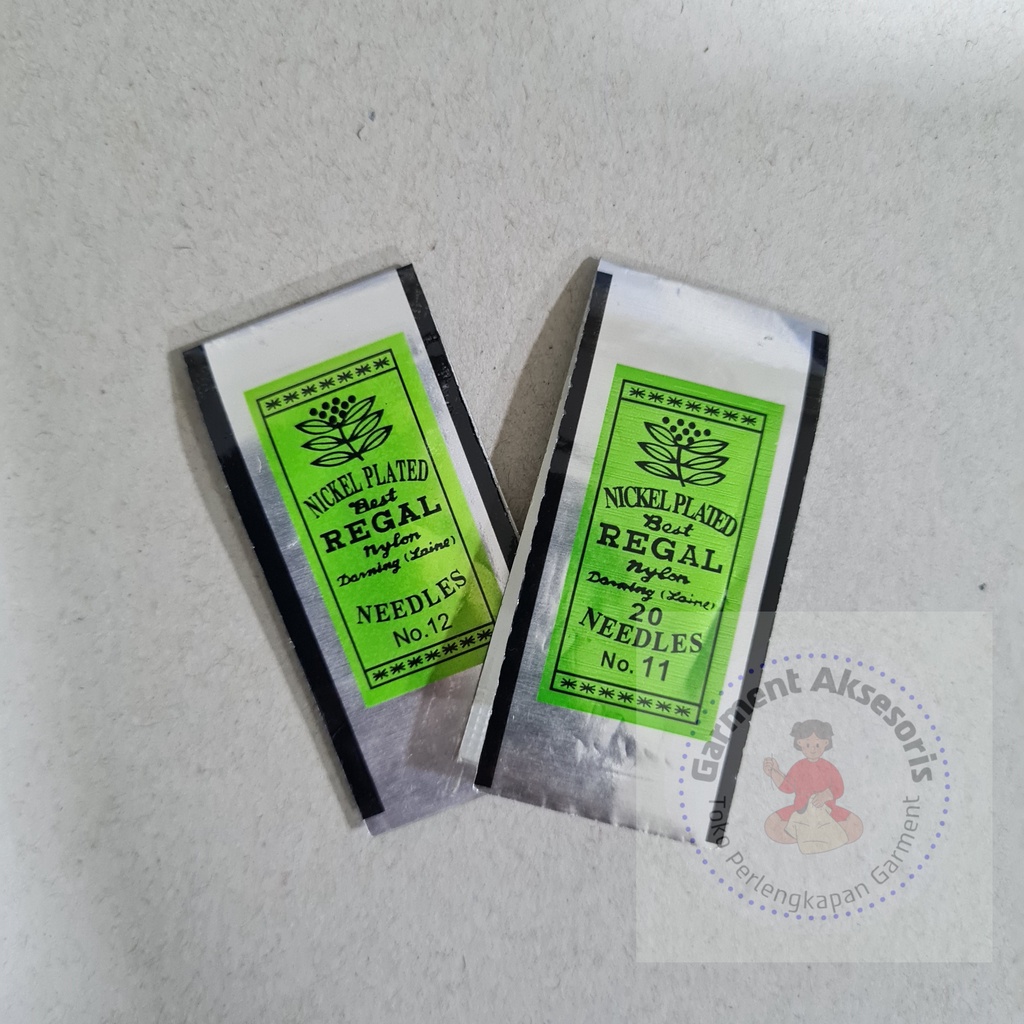 NICKEL PLATED
Best
REGAL
Nylon
Darning (Laine)
NEEDLES
No.12
NICKEL PLATED
Best
REGAL
Nylon
Darning (Laine)
20
NEEDLES
No. 11
Garment Aksesoris
Toko Perlengkapan Garment